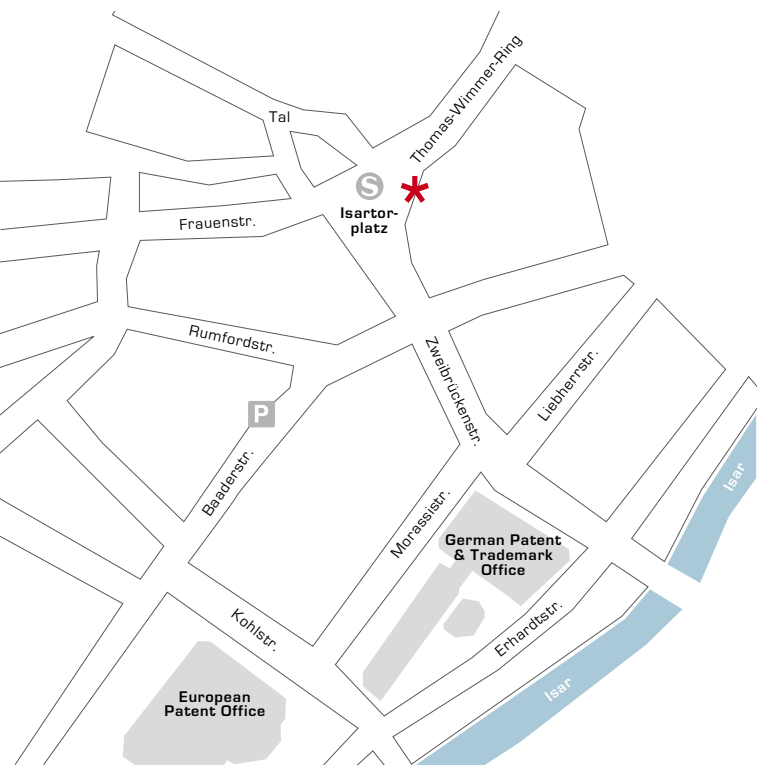 Thomas-Wimmer-Ring
Tal
S
Isartor-
platz
Frauenstr.
Rumfordstr.
Zweibrückenstr.
Liebherrstr.
P
Baaderstr.
Morassistr.
Isar
German Patent
& Trademark
Office
Erhardtstr.
Kohlstr.
Isar
European
Patent Office